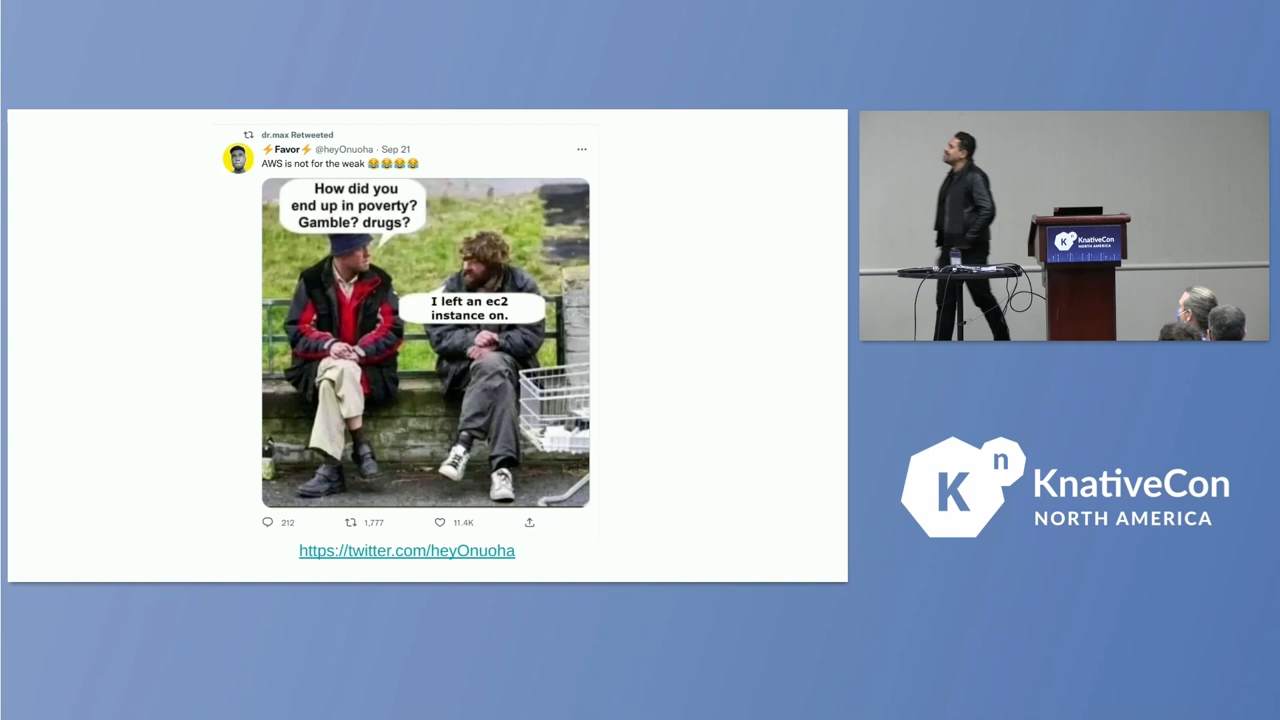 dr.max Retweeted
⚡Favor⚡ @heyOnuoha · Sep 21
AWS is not for the weak 😂😂😂😂
How did you
end up in poverty?
Gamble? drugs?
I left an ec2
instance on.
212 1,777 11.4K
https://twitter.com/heyOnuoha
K n KnativeCon
NORTH AMERICA
K n
KnativeCon
NORTH AMERICA